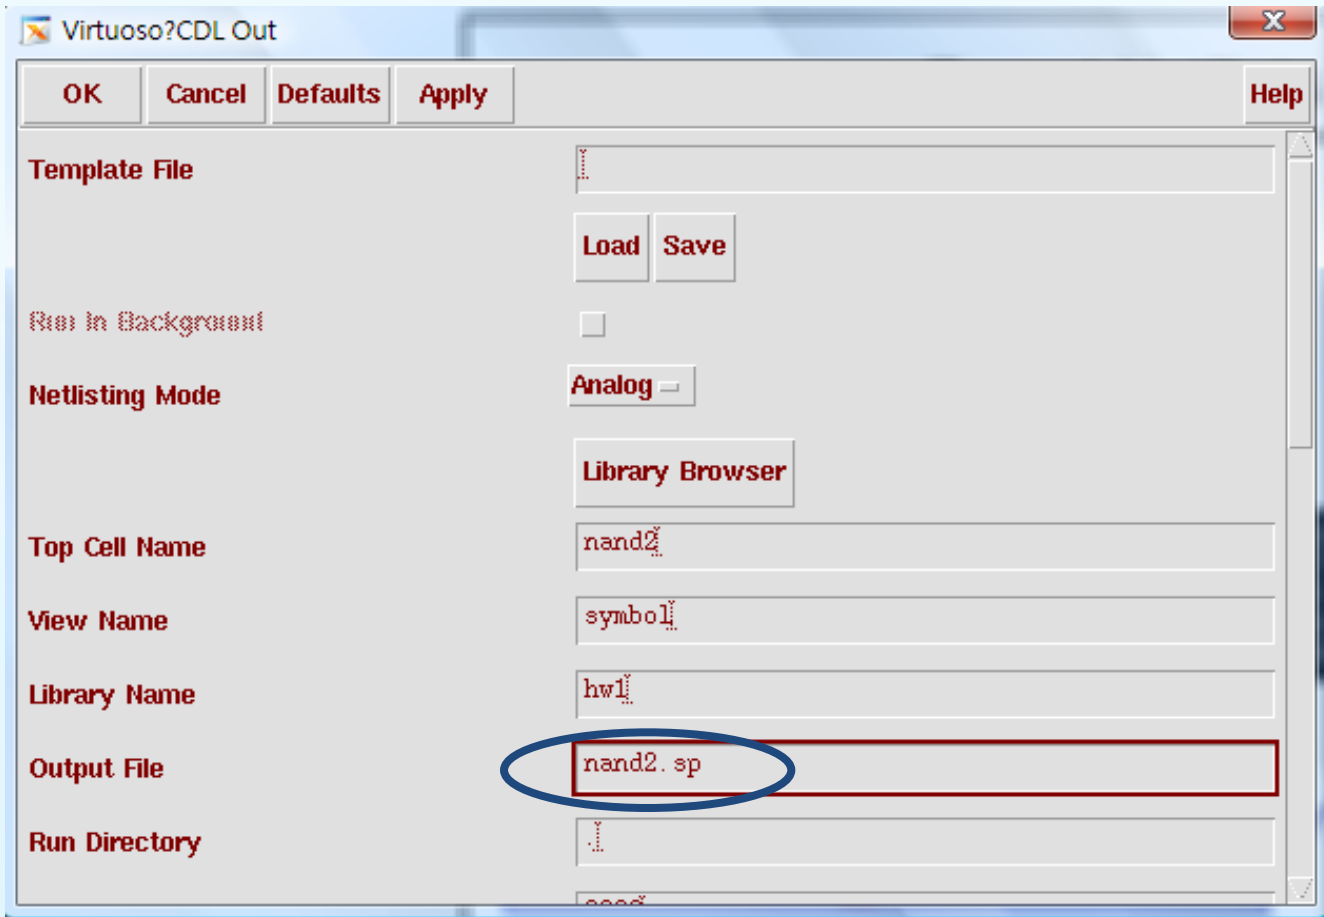 Virtuoso?CDL Out
OK Cancel Defaults Apply Help
Template File
Load Save
Run in Background
Netlisting Mode Analog
Library Browser
Top Cell Name nand2
View Name symbol
Library Name hw1
Output File nand2.sp
Run Directory .